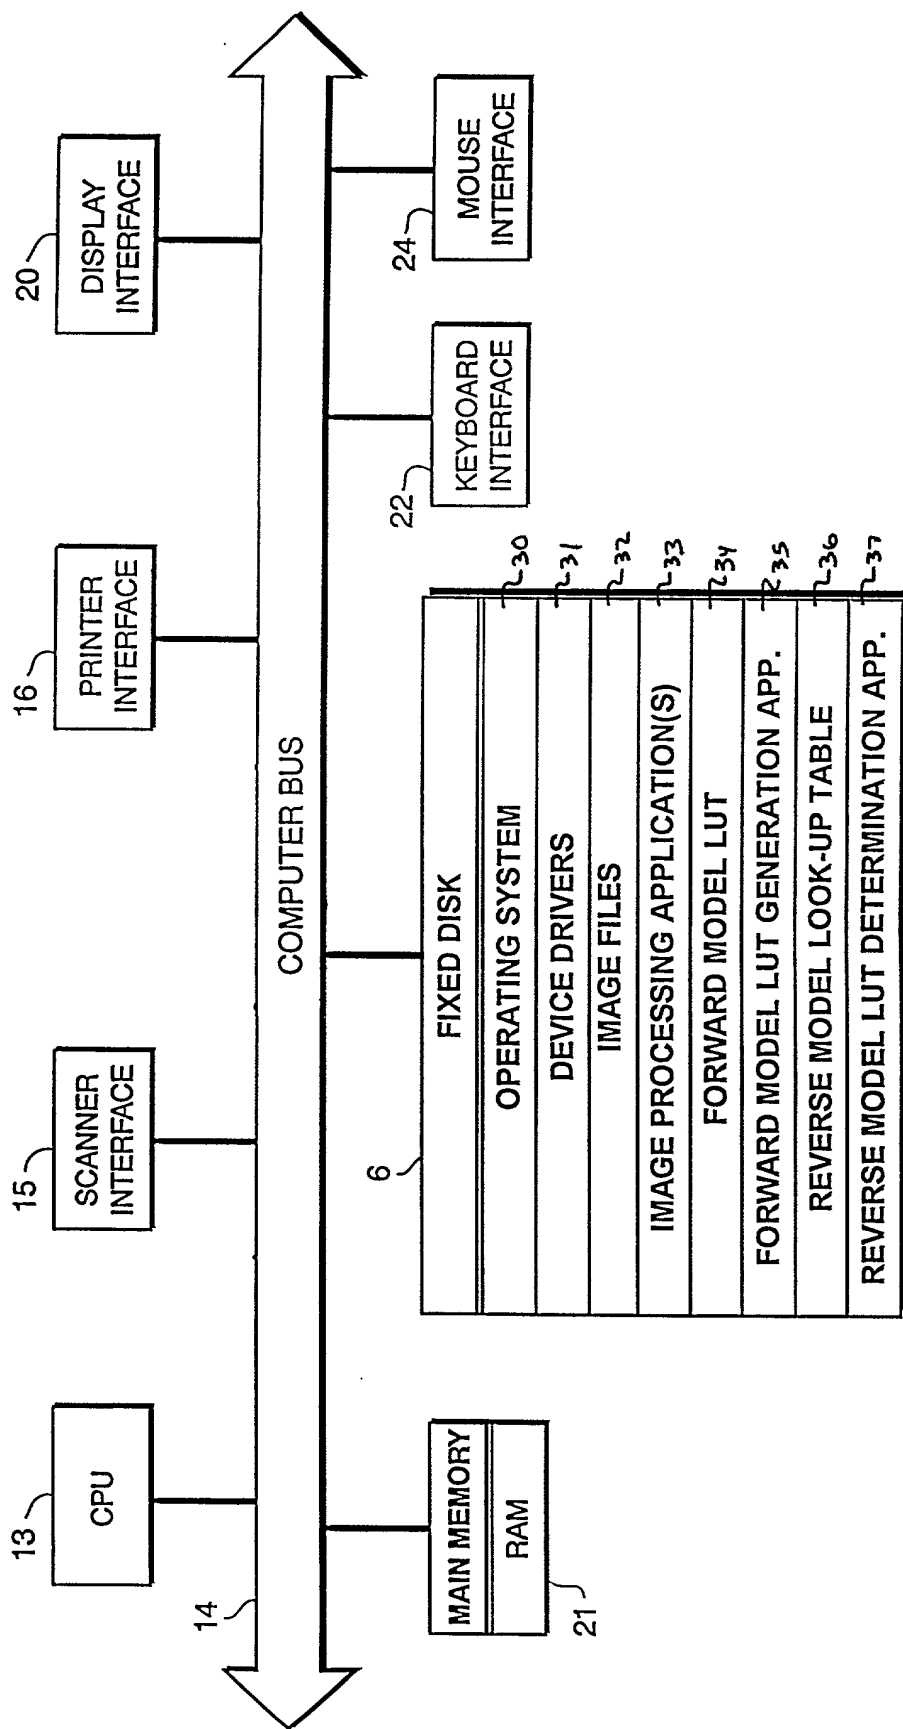 13
CPU
15
SCANNER
INTERFACE
16
PRINTER
INTERFACE
20
DISPLAY
INTERFACE
14
COMPUTER BUS
MAIN MEMORY
RAM
21
6
FIXED DISK
OPERATING SYSTEM 30
DEVICE DRIVERS 31
IMAGE FILES 32
IMAGE PROCESSING APPLICATION(S) 33
FORWARD MODEL LUT 34
FORWARD MODEL LUT GENERATION APP. 35
REVERSE MODEL LOOK-UP TABLE 36
REVERSE MODEL LUT DETERMINATION APP. 37
22
KEYBOARD
INTERFACE
24
MOUSE
INTERFACE